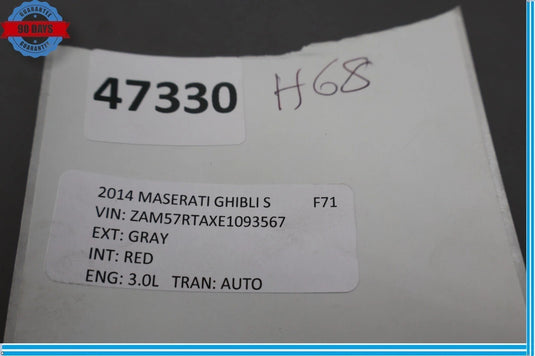 GUARANTEE
90 DAYS
GUARANTEE
47330
H68
2014 MASERATI GHIBLI S F71
VIN: ZAM57RTAXE1093567
EXT: GRAY
INT: RED
ENG: 3.0L TRAN: AUTO